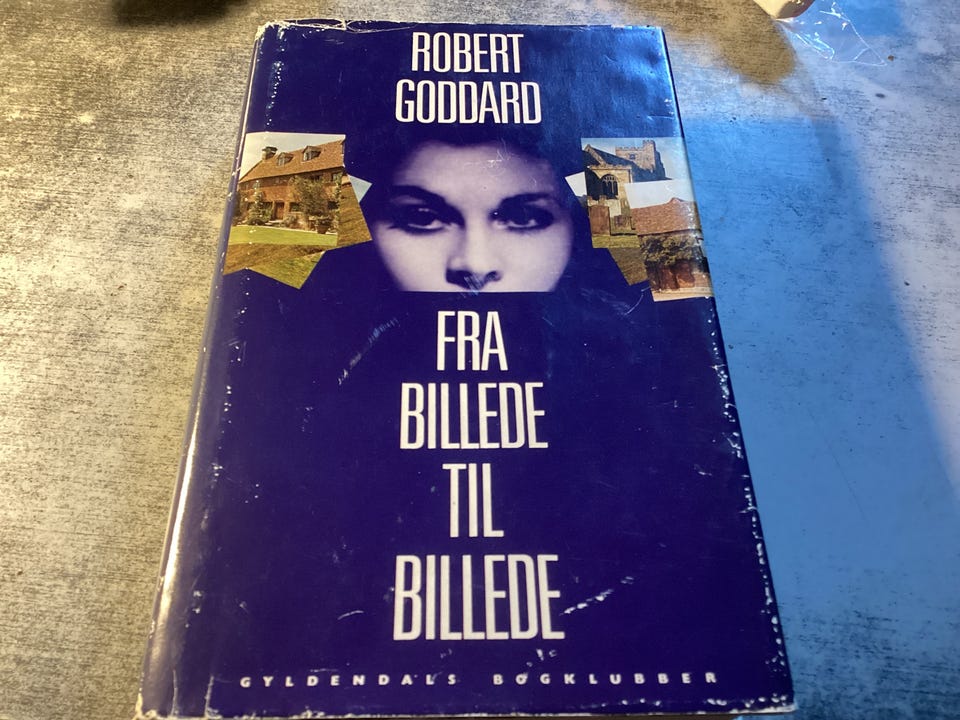 ROBERT
GODDARD
FRA
BILLEDE
TIL
BILLEDE
GYLDENDALS BOGKLUBBER